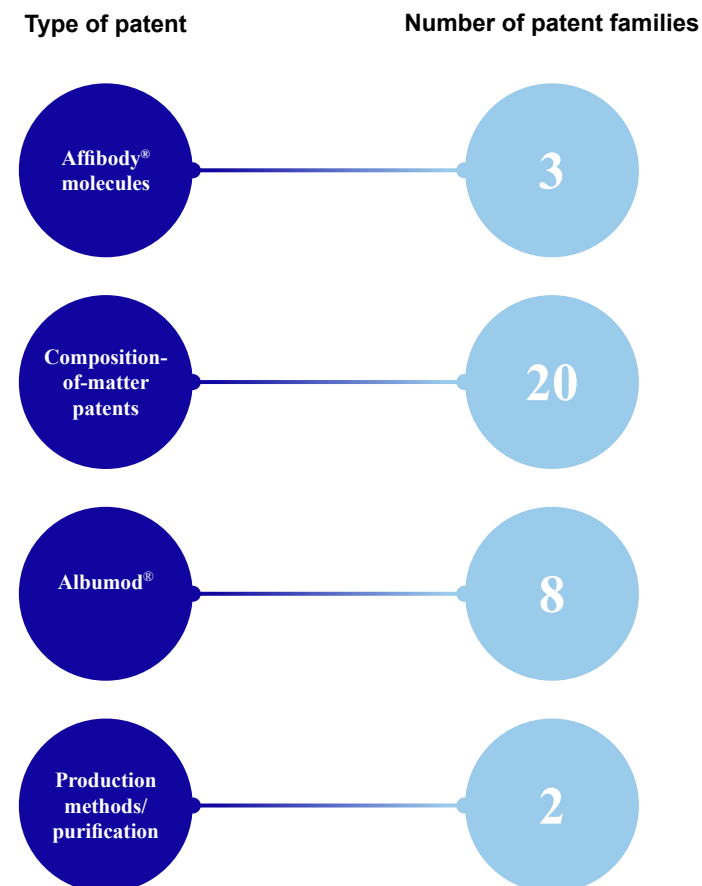 Type of patent
Number of patent families
Affibody®
molecules
3
Composition-
of-matter
patents
20
Albumod®
8
Production
methods/
purification
2